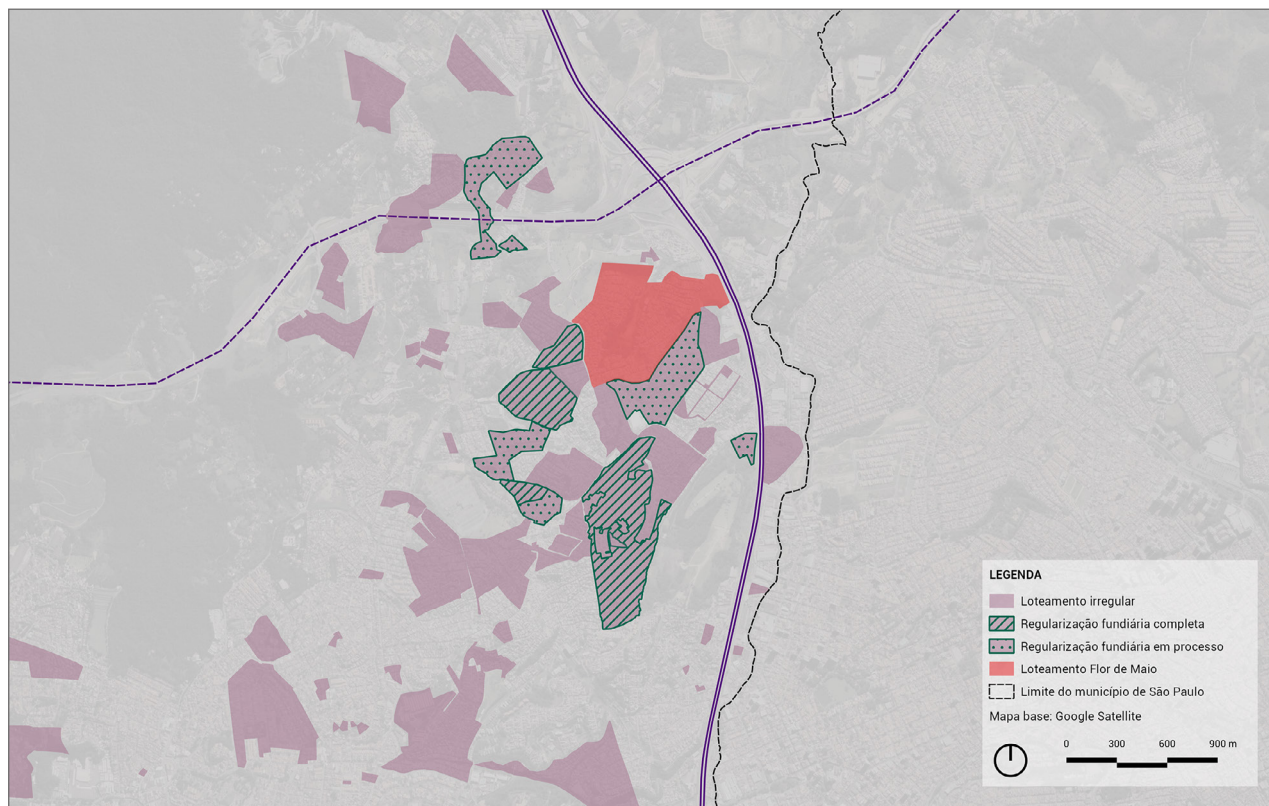 LEGENDA
Loteamento irregular
Regularização fundiária completa
Regularização fundiária em processo
Loteamento Flor de Maio
Limite do município de São Paulo
Mapa base: Google Satellite
0 300 600 900 m